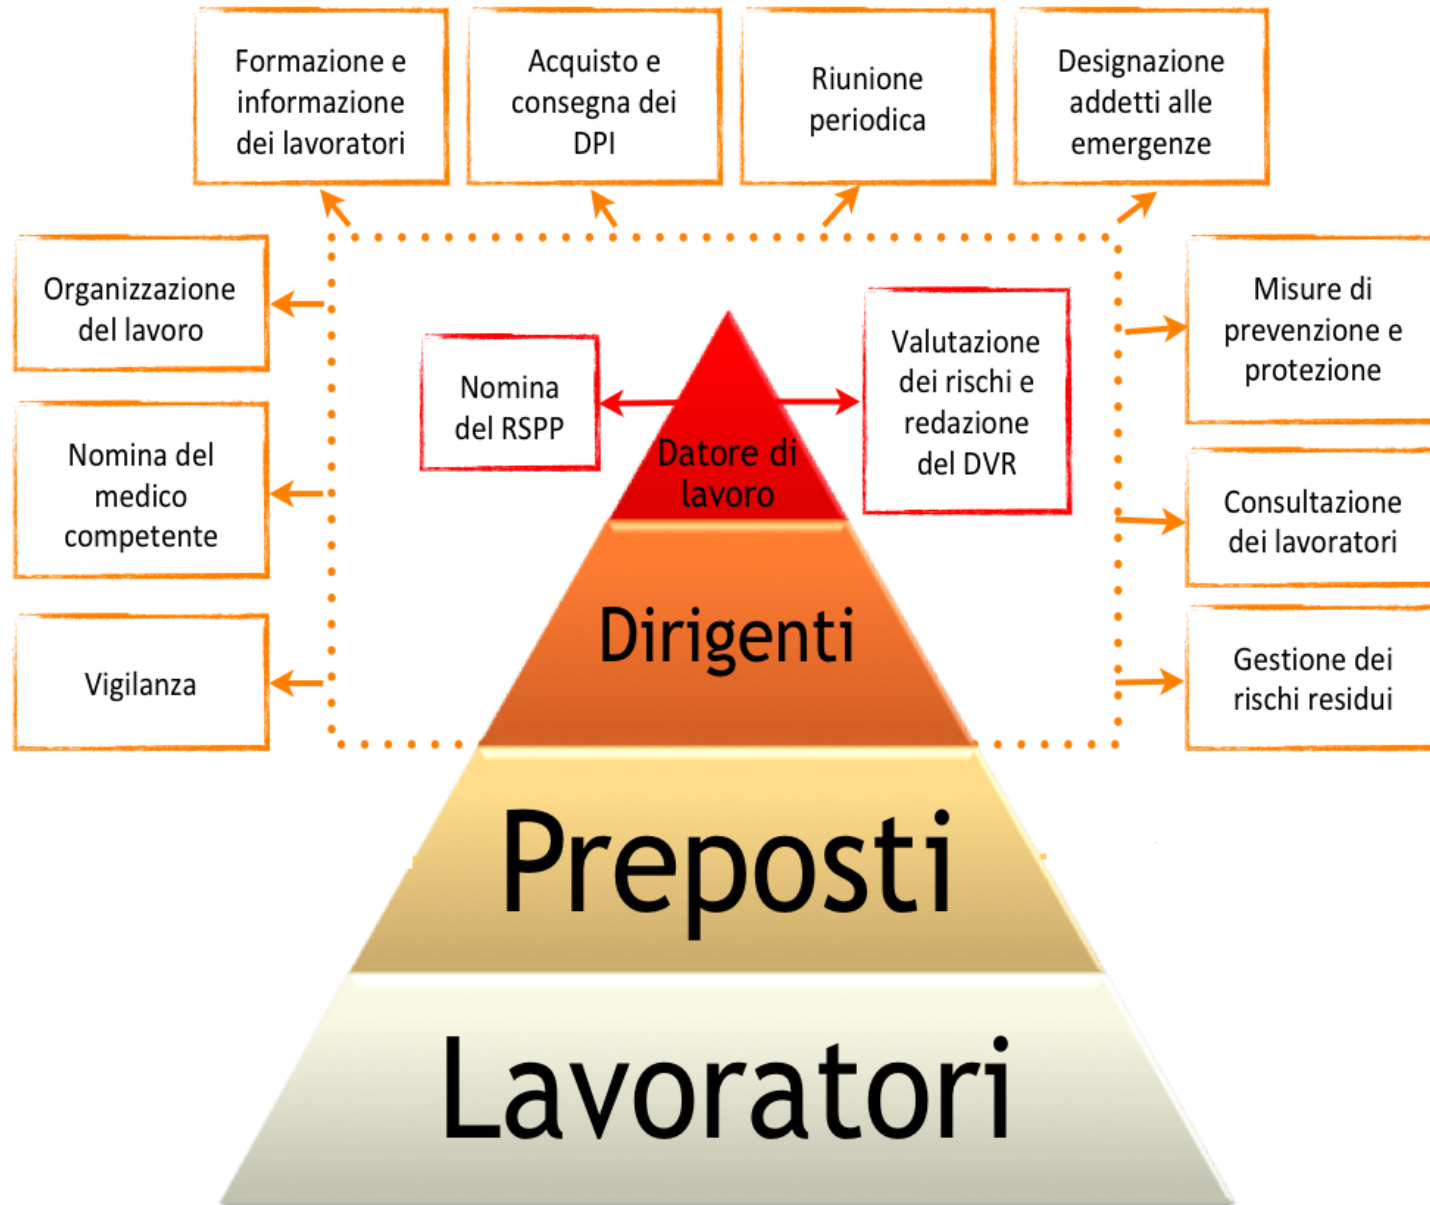 Formazione e
informazione
dei lavoratori
Acquisto e
consegna dei
DPI
Riunione
periodica
Designazione
addetti alle
emergenze
Organizzazione
del lavoro
Nomina del
medico
competente
Vigilanza
Nomina
del RSPP
Valutazione
dei rischi e
redazione
del DVR
Misure di
prevenzione e
protezione
Consultazione
dei lavoratori
Gestione dei
rischi residui
Datore di
lavoro
Dirigenti
Preposti
Lavoratori